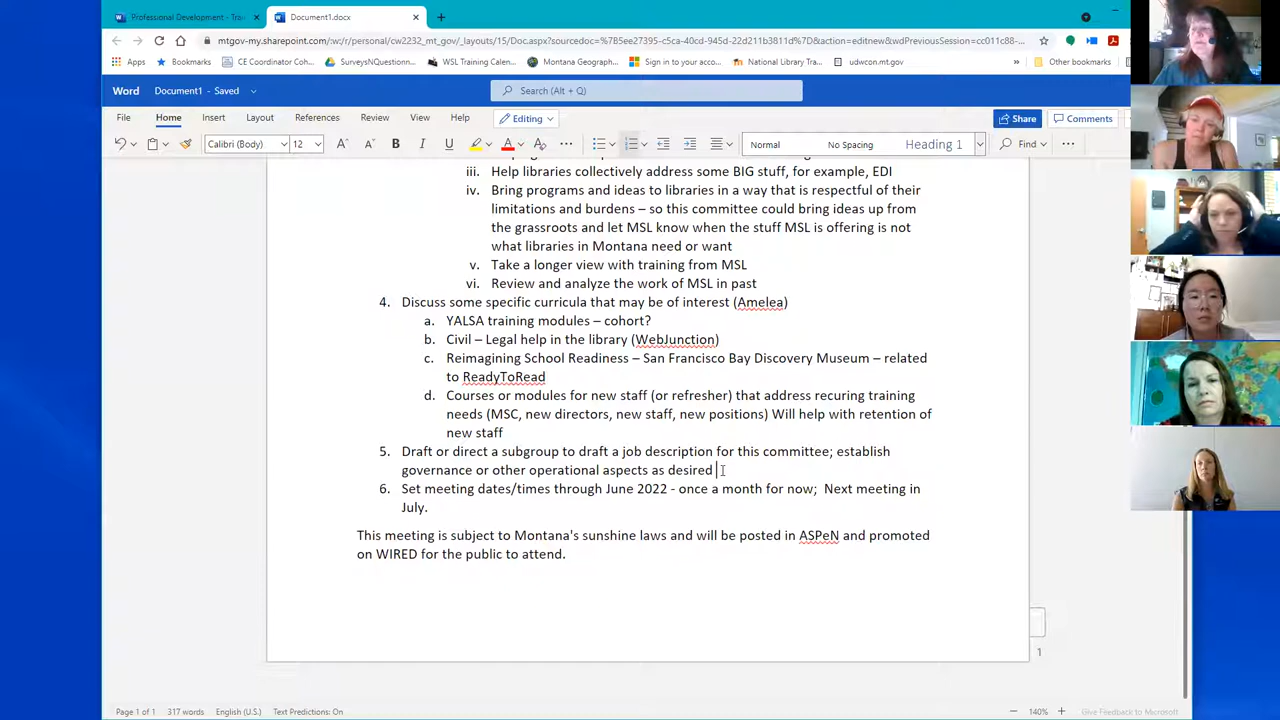 Professional Development - Trai
Document1.docx
mtgov-my.sharepoint.com/:w:/r/personal/cw2232_mt_gov/_layouts/15/Doc.aspx?sourcedoc=%7B5ee27395-c5ca-40cd-945d-22d211b3811d%7D&action=editnew&wdPreviousSession=cc011c88-...
Apps
Bookmarks
CE Coordinator Coh...
SurveysNQuestionn...
WSL Training Calen...
Montana Geograph...
Sign in to your acco...
National Library Tra...
udwcon.mt.gov
»
Other bookmarks
Word
Document1 - Saved
Search (Alt + Q)
File
Home
Insert
Layout
References
Review
View
Help
Editing
Share
Comments
Calibri (Body)
12
Normal
No Spacing
Heading 1
Find
iii. Help libraries collectively address some BIG stuff, for example, EDI
iv. Bring programs and ideas to libraries in a way that is respectful of their
limitations and burdens – so this committee could bring ideas up from
the grassroots and let MSL know when the stuff MSL is offering is not
what libraries in Montana need or want
v. Take a longer view with training from MSL
vi. Review and analyze the work of MSL in past
4. Discuss some specific curricula that may be of interest (Amelea)
a. YALSA training modules – cohort?
b. Civil – Legal help in the library (WebJunction)
c. Reimagining School Readiness – San Francisco Bay Discovery Museum – related
to ReadyToRead
d. Courses or modules for new staff (or refresher) that address recuring training
needs (MSC, new directors, new staff, new positions) Will help with retention of
new staff
5. Draft or direct a subgroup to draft a job description for this committee; establish
governance or other operational aspects as desired
6. Set meeting dates/times through June 2022 - once a month for now;  Next meeting in
July.
This meeting is subject to Montana's sunshine laws and will be posted in ASPeN and promoted
on WIRED for the public to attend.
1
Page 1 of 1
317 words
English (U.S.)
Text Predictions: On
140%
Give Feedback to Microsoft